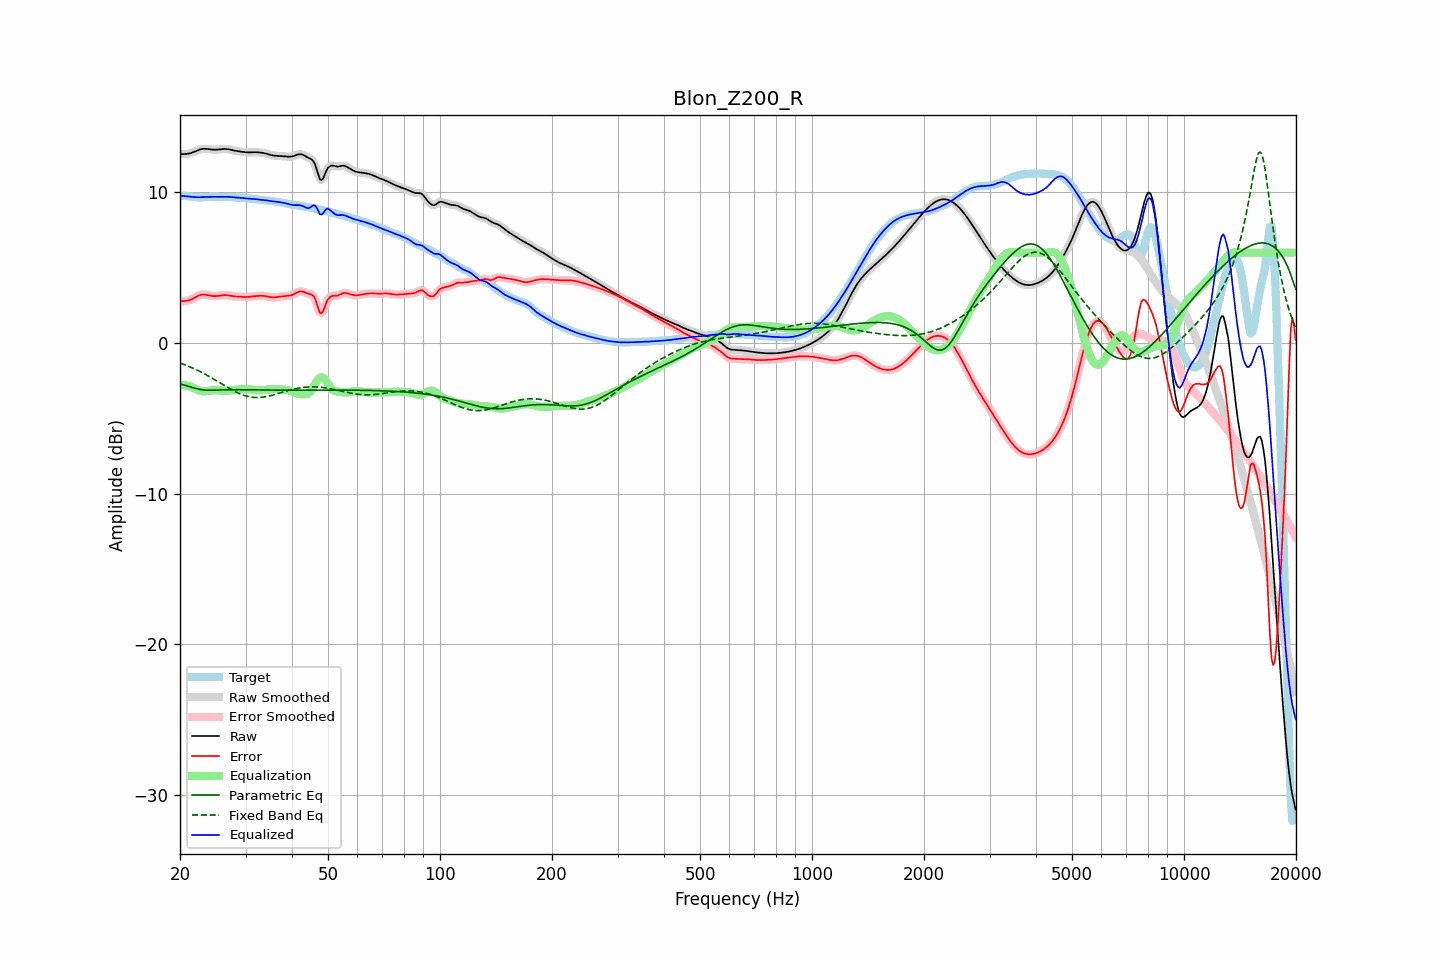 Blon_Z200_R
Amplitude (dBr)
10
0
−10
−20
−30
Target
Raw Smoothed
Error Smoothed
Raw
Error
Equalization
Parametric Eq
Fixed Band Eq
Equalized
20 50 100 200 500 1000 2000 5000 10000 20000
Frequency (Hz)